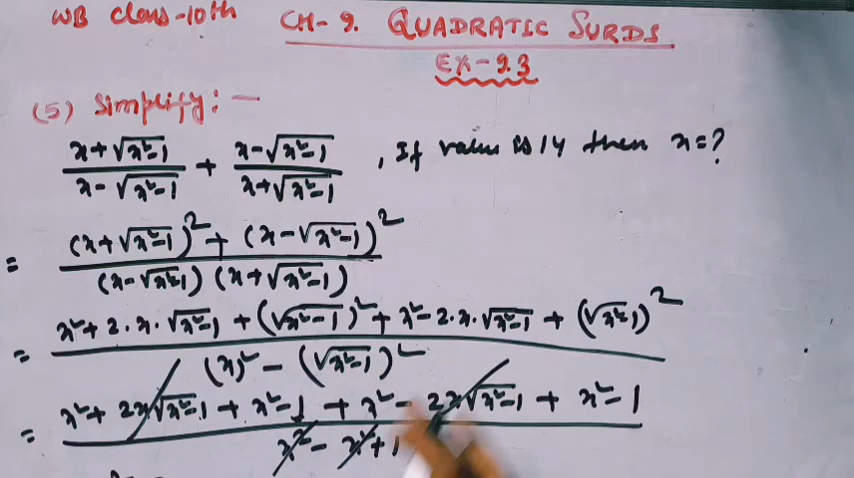 WB Class-10th CH-9. QUADRATIC SURDS
EX-9.3
(5) Simplify:-
(x+√(x²-1))/(x-√(x²-1)) + (x-√(x²-1))/(x+√(x²-1)), If value is 14 then x=?
= ((x+√(x²-1))² + (x-√(x²-1))²)/((x-√(x²-1))(x+√(x²-1)))
= (x²+2.x.√(x²-1) + (√(x²-1))² + x²-2.x.√(x²-1) + (√(x²-1))²)/((x)² - (√(x²-1))²)
= (x²+2x√(x²-1) + x²-1 + x²-2x√(x²-1) + x²-1)/(x²-x²+1)